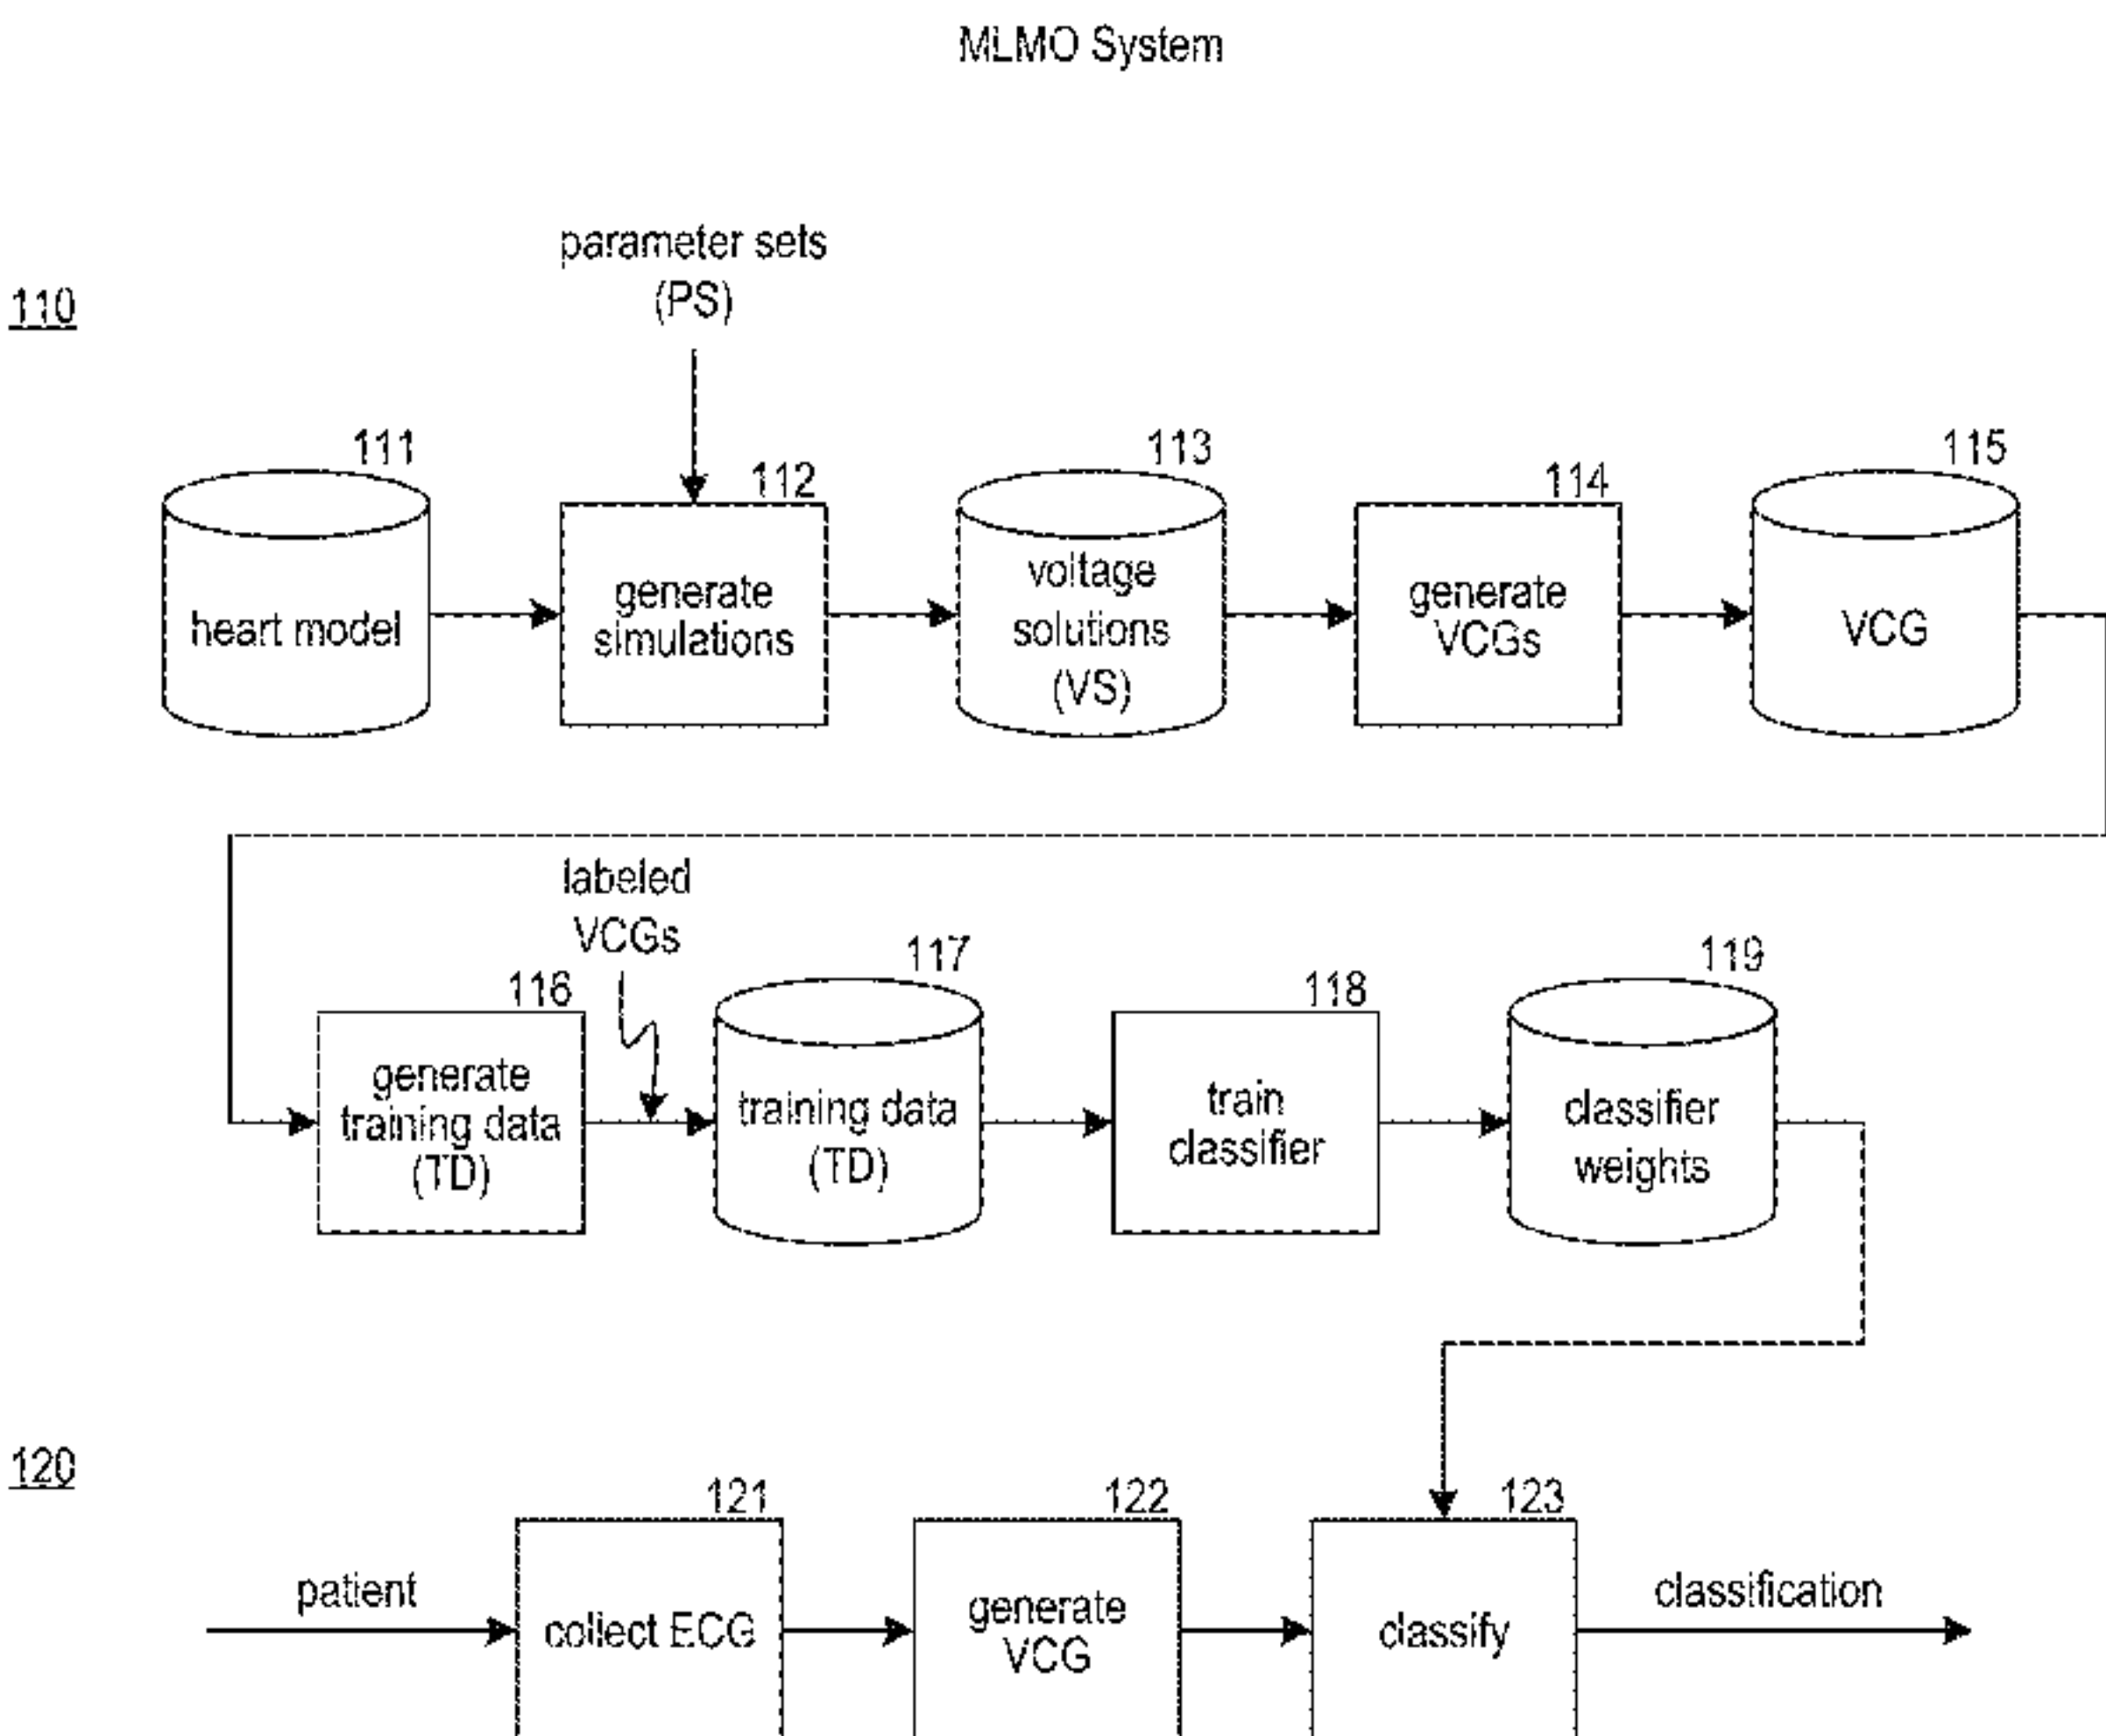 MLMO System
parameter sets
(PS)
110
111
112
113
114
115
heart model
generate
simulations
voltage
solutions
(VS)
generate
VCGs
VCG
labeled
VCGs
116
117
118
119
generate
training data
(TD)
training data
(TD)
train
classifier
classifier
weights
120
121
122
123
patient
collect ECG
generate
VCG
classify
classification